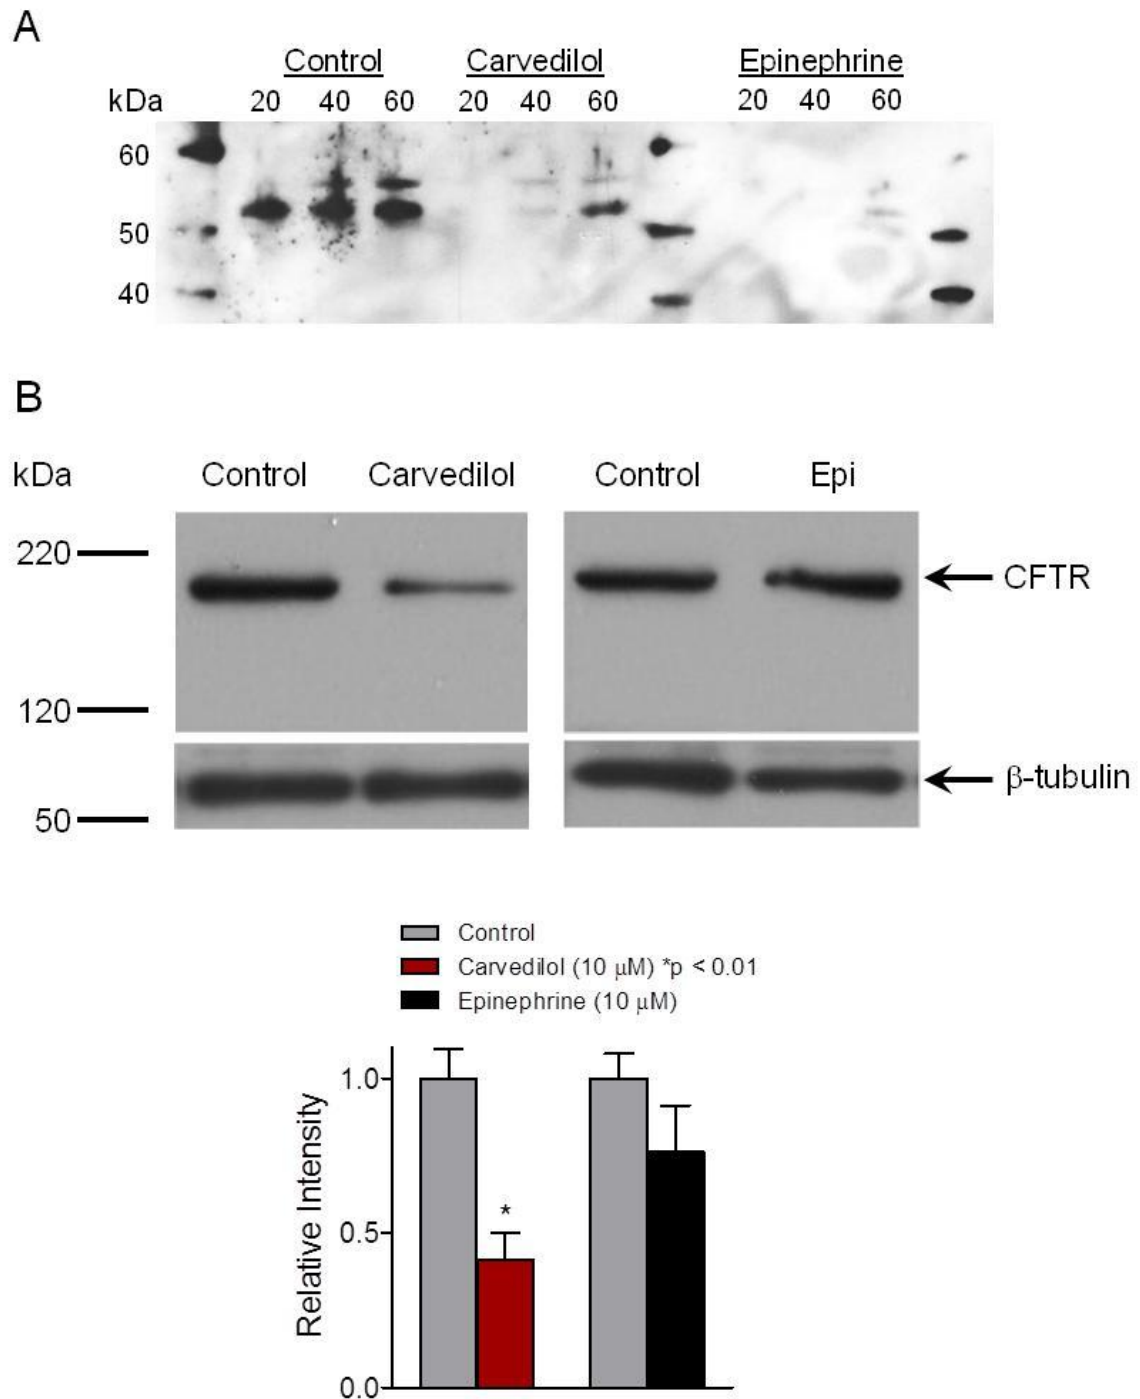 A
Control Carvedilol Epinephrine
kDa 20 40 60 20 40 60 20 40 60
60
50
40
B
kDa Control Carvedilol Control Epi
220
CFTR
120
β-tubulin
50
Control
Carvedilol (10 μM) *p < 0.01
Epinephrine (10 μM)
1.0
*
0.5
0.0
Relative Intensity